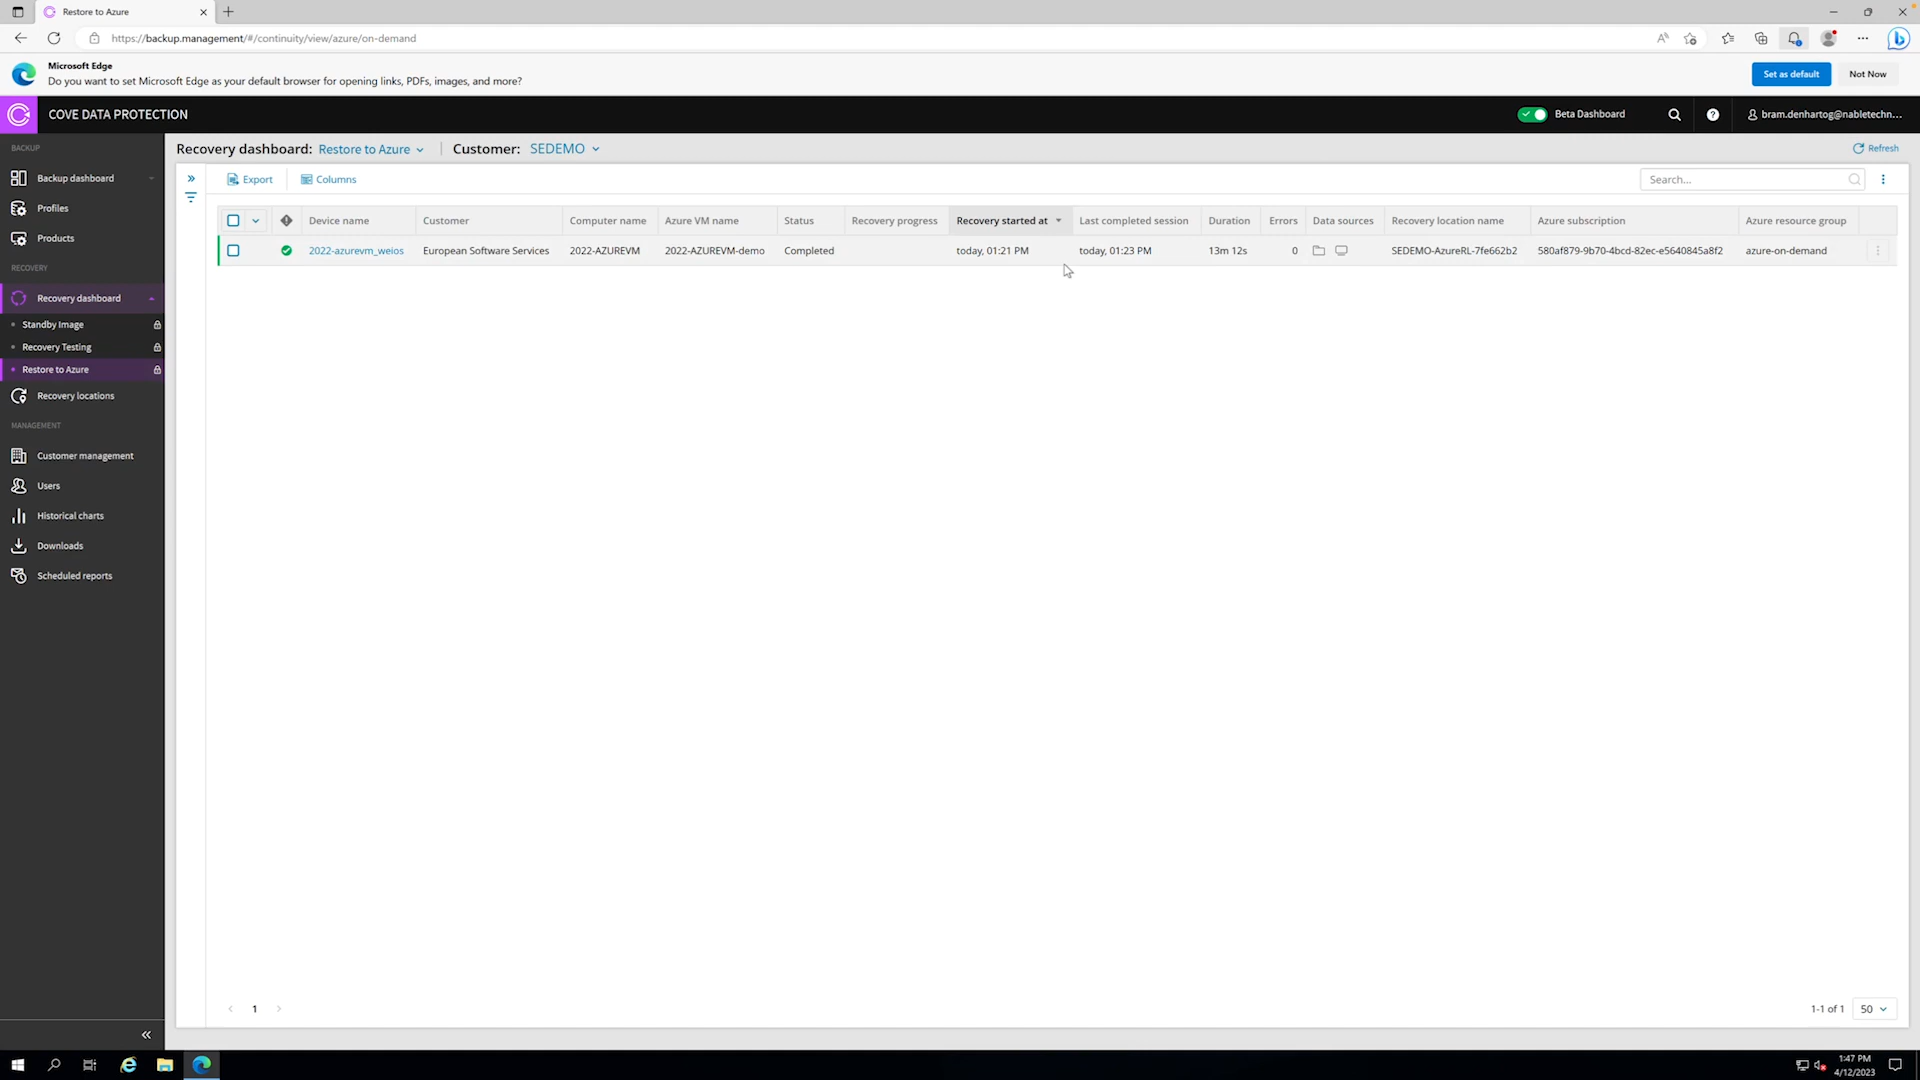 Restore to Azure
https://backup.management/#/continuity/view/azure/on-demand
Microsoft Edge
Do you want to set Microsoft Edge as your default browser for opening links, PDFs, images, and more?
Set as default
Not Now
COVE DATA PROTECTION
Beta Dashboard
bram.denhartog@nabletechn...
BACKUP
Backup dashboard
Profiles
Products
RECOVERY
Recovery dashboard
Standby Image
Recovery Testing
Restore to Azure
Recovery locations
MANAGEMENT
Customer management
Users
Historical charts
Downloads
Scheduled reports
Recovery dashboard: Restore to Azure
Customer: SEDEMO
Refresh
Export
Columns
Search...
Device name Customer Computer name Azure VM name Status Recovery progress Recovery started at Last completed session Duration Errors Data sources Recovery location name Azure subscription Azure resource group
2022-azurevm_weios European Software Services 2022-AZUREVM 2022-AZUREVM-demo Completed today, 01:21 PM today, 01:23 PM 13m 12s 0 SEDEMO-AzureRL-7fe662b2 580af879-9b70-4bcd-82ec-e5640845a8f2 azure-on-demand
1
1-1 of 1
50
1:47 PM
4/12/2023